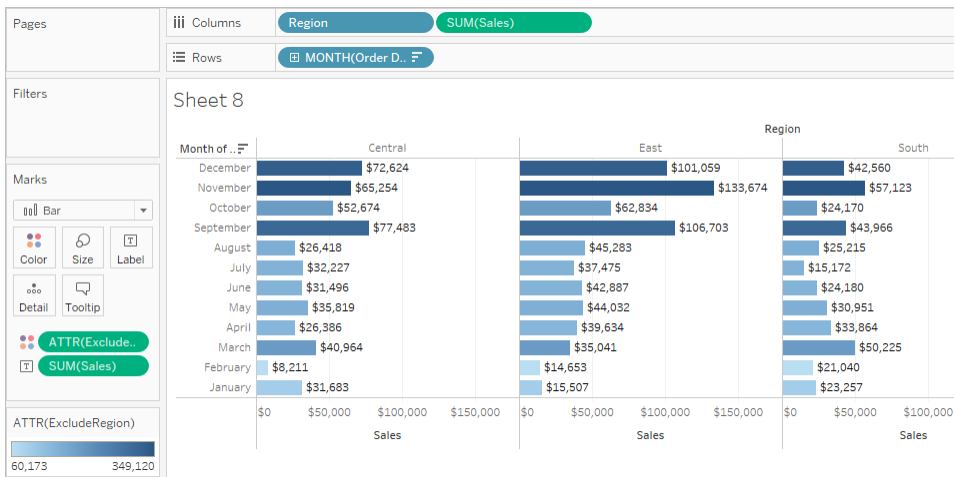 Pages
Columns
Region
SUM(Sales)
Rows
MONTH(Order D..
Filters
Sheet 8
Region
Month of ..
Central
East
South
December $72,624 $101,059 $42,560
November $65,254 $133,674 $57,123
October $52,674 $62,834 $24,170
September $77,483 $106,703 $43,966
August $26,418 $45,283 $25,215
July $32,227 $37,475 $15,172
June $31,496 $42,887 $24,180
May $35,819 $44,032 $30,951
April $26,386 $39,634 $33,864
March $40,964 $35,041 $50,225
February $8,211 $14,653 $21,040
January $31,683 $15,507 $23,257
$0 $50,000 $100,000 $150,000 $0 $50,000 $100,000 $150,000 $0 $50,000 $100,000
Sales Sales Sales
Marks
Bar
Color Size Label
T
Detail Tooltip
ATTR(Exclude..
T SUM(Sales)
ATTR(ExcludeRegion)
60,173 349,120